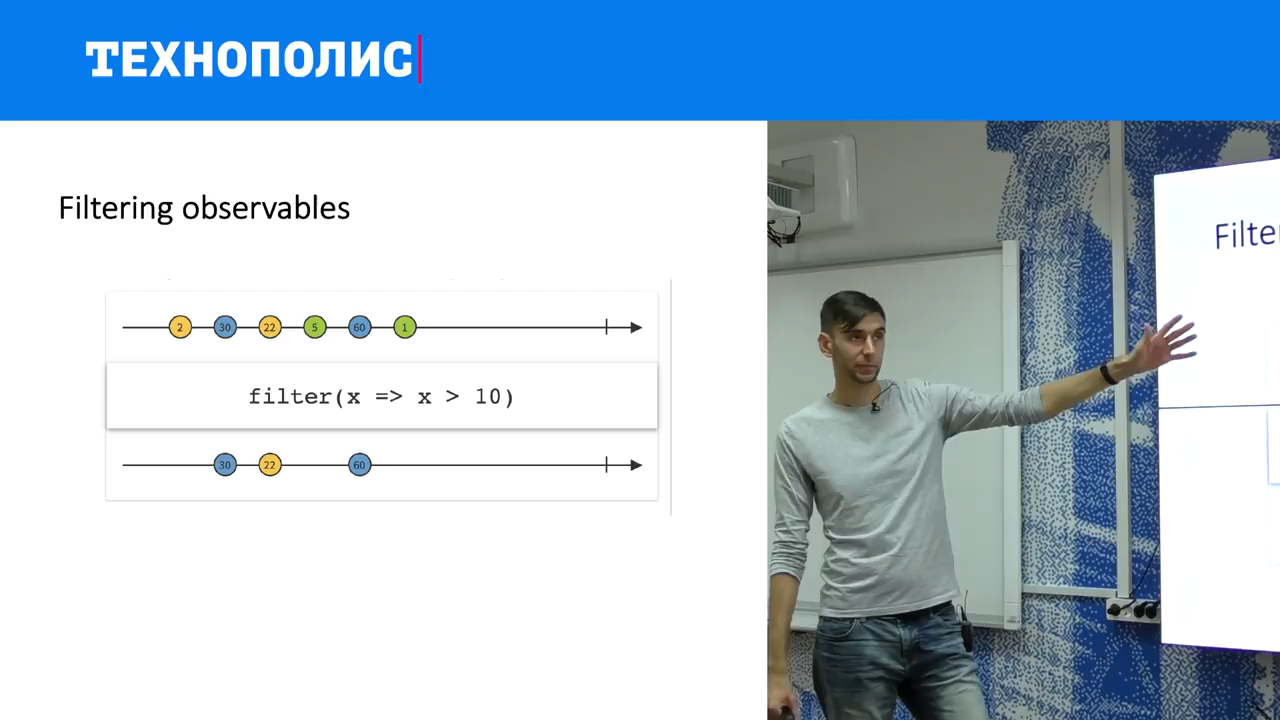 ТЕХНОПОЛИС
Filtering observables
2 30 22 5 60 1
filter(x => x > 10)
30 22 60
Filte